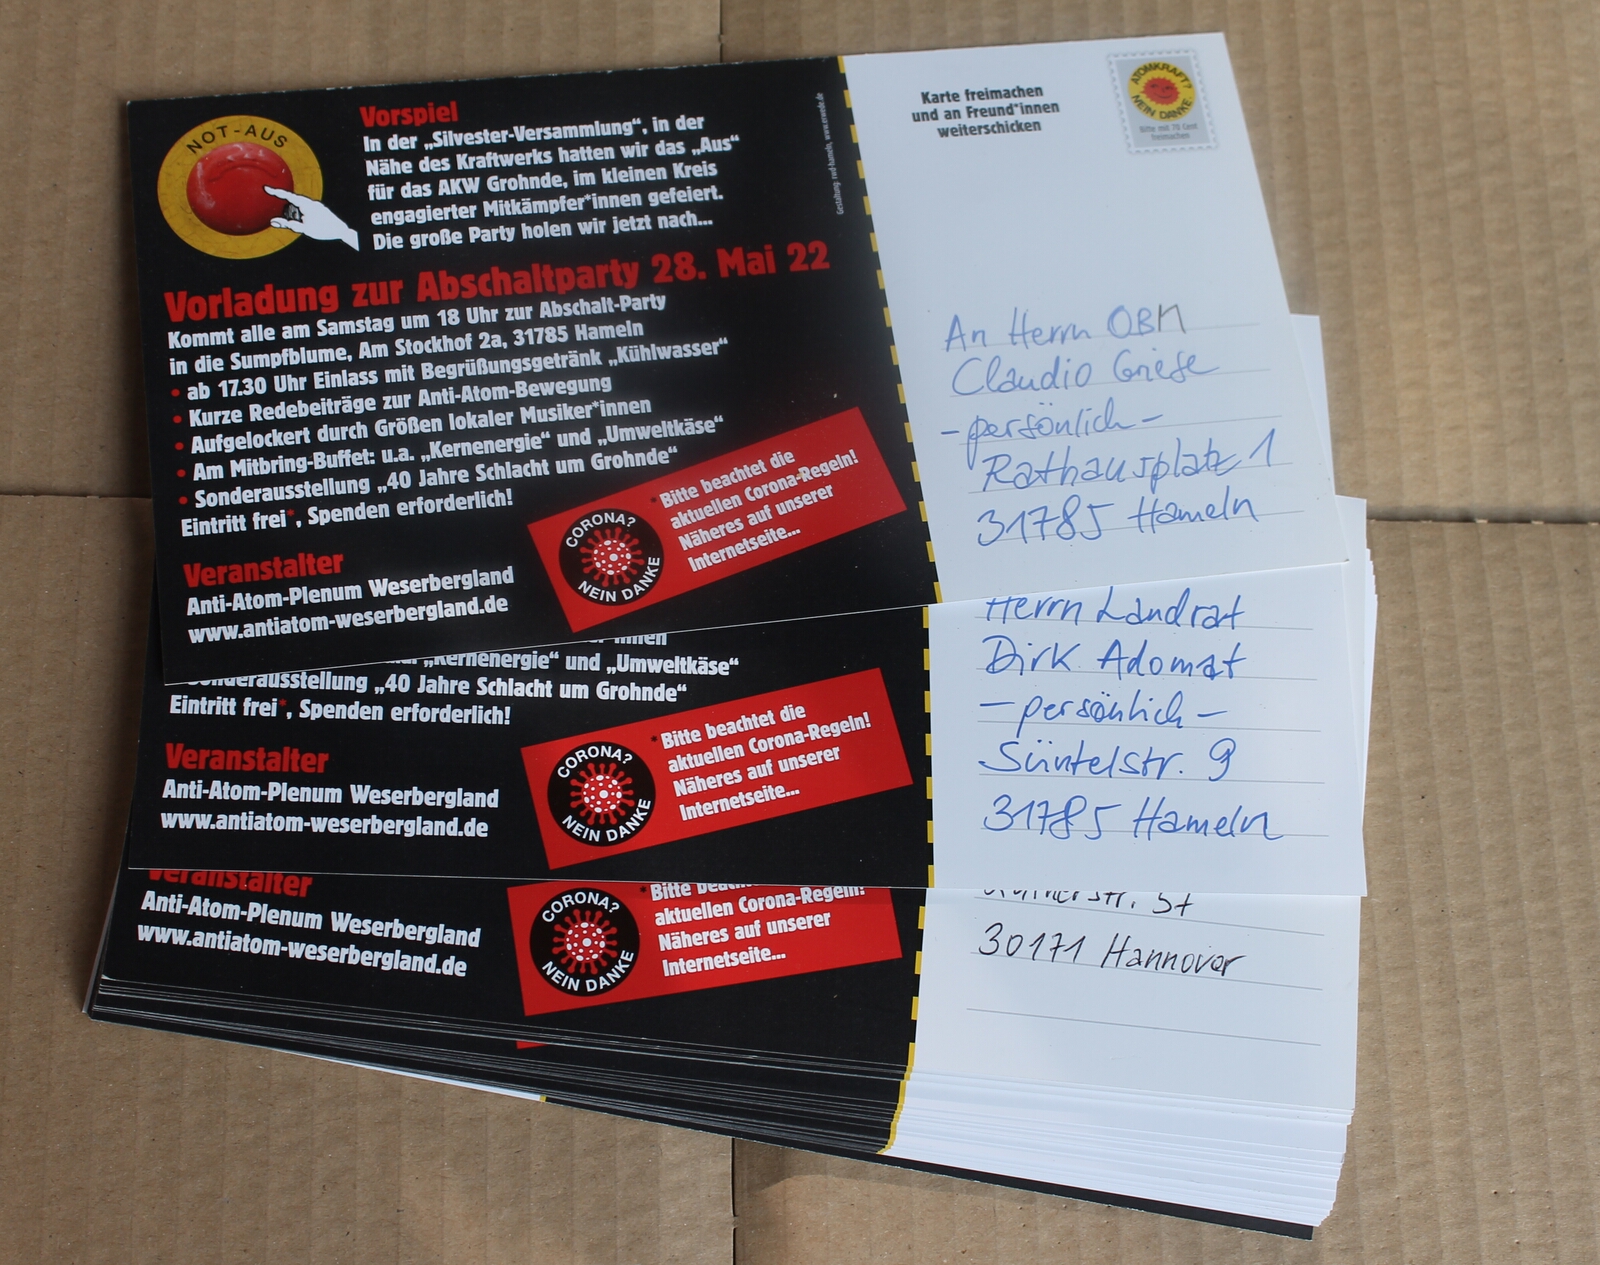 NOT-AUS
Vorspiel
In der „Silvester-Versammlung“, in der
Nähe des Kraftwerks hatten wir das „Aus“
für das AKW Grohnde, im kleinen Kreis
engagierter Mitkämpfer*innen gefeiert.
Die große Party holen wir jetzt nach...
Vorladung zur Abschaltparty 28. Mai 22
Kommt alle am Samstag um 18 Uhr zur Abschalt-Party
in die Sumpfblume, Am Stockhof 2a, 31785 Hameln
• ab 17.30 Uhr Einlass mit Begrüßungsgetränk „Kühlwasser“
• Kurze Redebeiträge zur Anti-Atom-Bewegung
• Aufgelockert durch Größen lokaler Musiker*innen
• Am Mitbring-Buffet: u.a. „Kernenergie“ und „Umweltkäse“
• Sonderausstellung „40 Jahre Schlacht um Grohnde“
Eintritt frei*, Spenden erforderlich!
CORONA?
NEIN DANKE
*Bitte beachtet die
aktuellen Corona-Regeln!
Näheres auf unserer
Internetseite...
Veranstalter
Anti-Atom-Plenum Weserbergland
www.antiatom-weserbergland.de
Karte freimachen
und an Freund*innen
weiterschicken
ATOMKRAFT?
NEIN DANKE
Bitte mit 70 Cent
freimachen
An Herrn OBM
Claudio Griese
- persönlich -
Rathausplatz 1
31785 Hameln
„Kernenergie“ und „Umweltkäse“
Sonderausstellung „40 Jahre Schlacht um Grohnde“
Eintritt frei*, Spenden erforderlich!
Veranstalter
Anti-Atom-Plenum Weserbergland
www.antiatom-weserbergland.de
CORONA?
NEIN DANKE
*Bitte beachtet die
aktuellen Corona-Regeln!
Näheres auf unserer
Internetseite...
Herrn Landrat
Dirk Adomat
- persönlich -
Süntelstr. 9
31785 Hameln
Veranstalter
Anti-Atom-Plenum Weserbergland
www.antiatom-weserbergland.de
CORONA?
NEIN DANKE
*Bitte
aktuellen Corona-Regeln!
Näheres auf unserer
Internetseite...
30171 Hannover